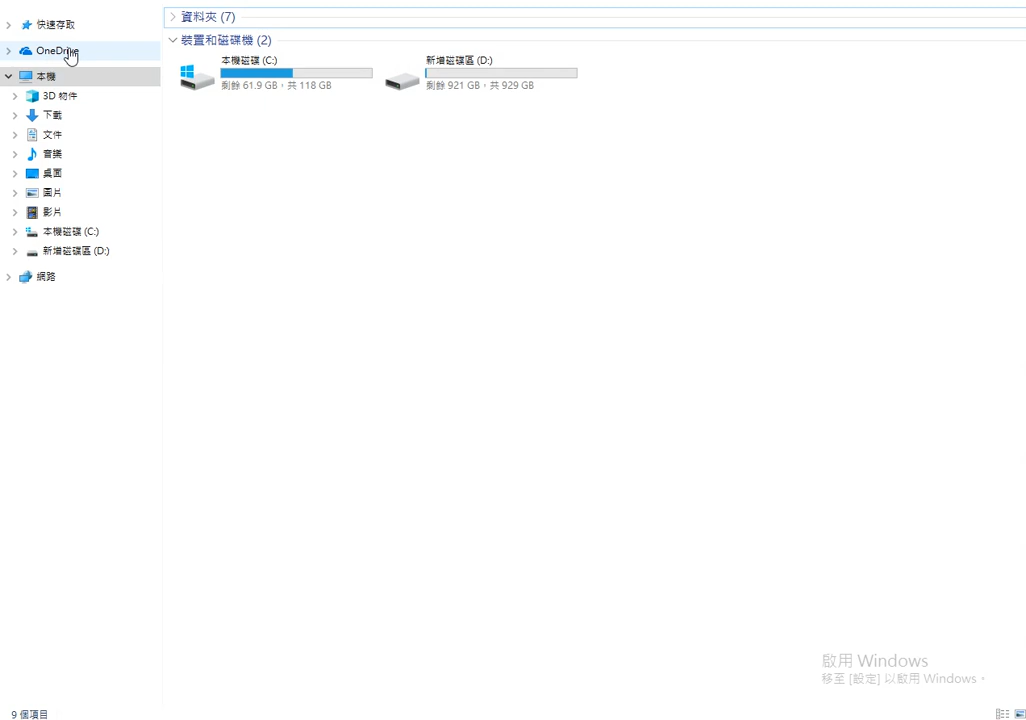 快速存取
OneDrive
本機
3D 物件
下載
文件
音樂
桌面
圖片
影片
本機磁碟 (C:)
新增磁碟區 (D:)
網路
資料夾 (7)
裝置和磁碟機 (2)
本機磁碟 (C:)
剩餘 61.9 GB，共 118 GB
新增磁碟區 (D:)
剩餘 921 GB，共 929 GB
啟用 Windows
移至 [設定] 以啟用 Windows。
9 個項目